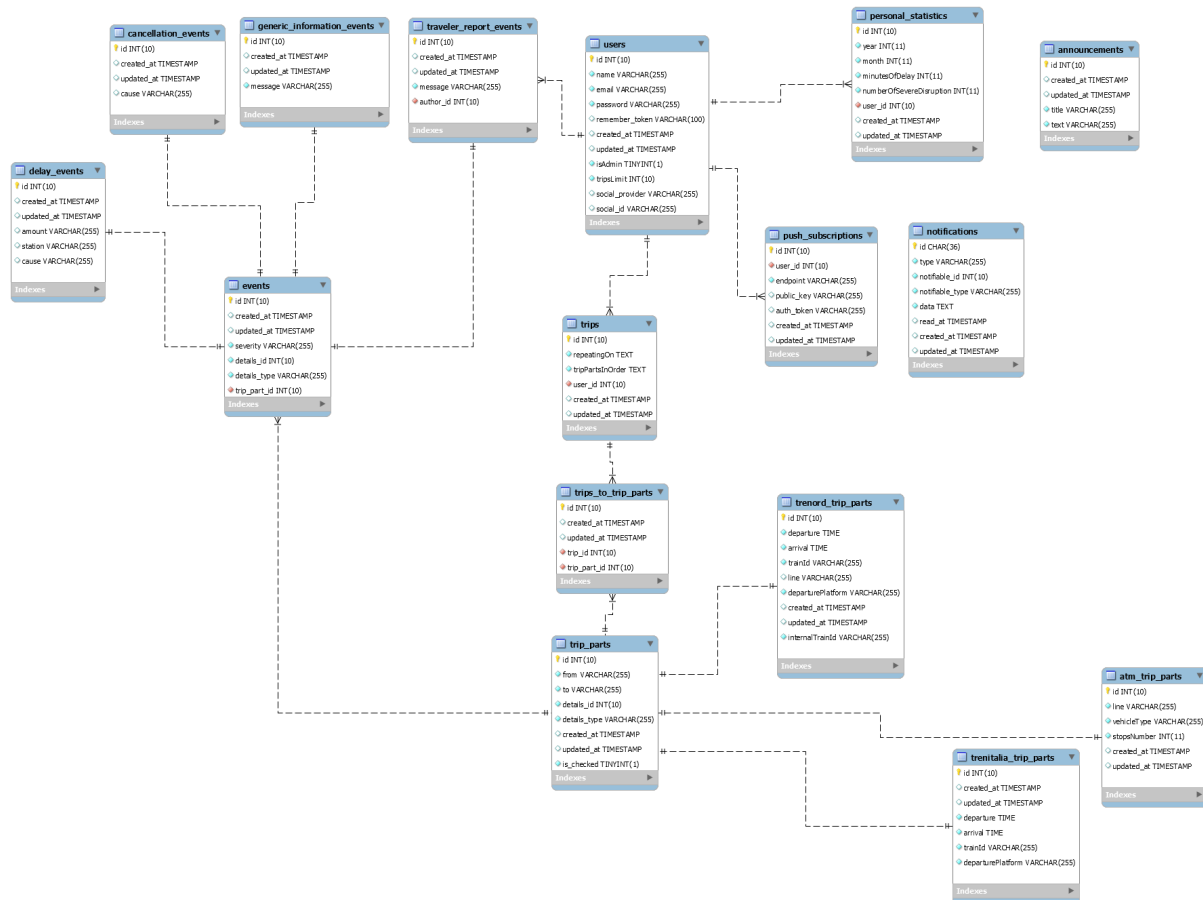 cancellation_events
id INT(10)
created_at TIMESTAMP
updated_at TIMESTAMP
cause VARCHAR(255)
Indexes
generic_information_events
id INT(10)
created_at TIMESTAMP
updated_at TIMESTAMP
message VARCHAR(255)
Indexes
traveler_report_events
id INT(10)
created_at TIMESTAMP
updated_at TIMESTAMP
message VARCHAR(255)
author_id INT(10)
Indexes
users
id INT(10)
name VARCHAR(255)
email VARCHAR(255)
password VARCHAR(255)
remember_token VARCHAR(100)
created_at TIMESTAMP
updated_at TIMESTAMP
isAdmin TINYINT(1)
tripsLimit INT(10)
social_provider VARCHAR(255)
social_id VARCHAR(255)
Indexes
personal_statistics
id INT(10)
year INT(11)
month INT(11)
minutesOfDelay INT(11)
numberOfSevereDisruption INT(11)
user_id INT(10)
created_at TIMESTAMP
updated_at TIMESTAMP
Indexes
announcements
id INT(10)
created_at TIMESTAMP
updated_at TIMESTAMP
title VARCHAR(255)
text VARCHAR(255)
Indexes
delay_events
id INT(10)
created_at TIMESTAMP
updated_at TIMESTAMP
amount VARCHAR(255)
station VARCHAR(255)
cause VARCHAR(255)
Indexes
events
id INT(10)
created_at TIMESTAMP
updated_at TIMESTAMP
severity VARCHAR(255)
details_id INT(10)
details_type VARCHAR(255)
trip_part_id INT(10)
Indexes
push_subscriptions
id INT(10)
user_id INT(10)
endpoint VARCHAR(255)
public_key VARCHAR(255)
auth_token VARCHAR(255)
created_at TIMESTAMP
updated_at TIMESTAMP
Indexes
notifications
id CHAR(36)
type VARCHAR(255)
notifiable_id INT(10)
notifiable_type VARCHAR(255)
data TEXT
read_at TIMESTAMP
created_at TIMESTAMP
updated_at TIMESTAMP
Indexes
trips
id INT(10)
repeatingOn TEXT
tripPartsInOrder TEXT
user_id INT(10)
created_at TIMESTAMP
updated_at TIMESTAMP
Indexes
trips_to_trip_parts
id INT(10)
created_at TIMESTAMP
updated_at TIMESTAMP
trip_id INT(10)
trip_part_id INT(10)
Indexes
trenord_trip_parts
id INT(10)
departure TIME
arrival TIME
trainId VARCHAR(255)
line VARCHAR(255)
departurePlatform VARCHAR(255)
created_at TIMESTAMP
updated_at TIMESTAMP
internalTrainId VARCHAR(255)
Indexes
trip_parts
id INT(10)
from VARCHAR(255)
to VARCHAR(255)
details_id INT(10)
details_type VARCHAR(255)
created_at TIMESTAMP
updated_at TIMESTAMP
is_checked TINYINT(1)
Indexes
atm_trip_parts
id INT(10)
line VARCHAR(255)
vehicleType VARCHAR(255)
stopsNumber INT(11)
created_at TIMESTAMP
updated_at TIMESTAMP
Indexes
trenitalia_trip_parts
id INT(10)
created_at TIMESTAMP
updated_at TIMESTAMP
departure TIME
arrival TIME
trainId VARCHAR(255)
departurePlatform VARCHAR(255)
Indexes